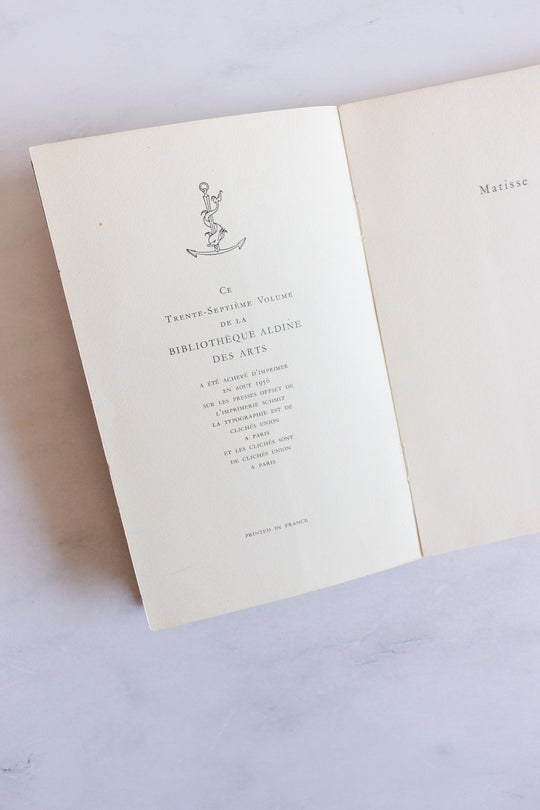 Ce
Trente-Septième Volume
de la
BIBLIOTHÈQUE ALDINE
DES ARTS
a été achevé d'imprimer
en aout 1956
sur les presses offset de
l'imprimerie schmit
la typographie est de
clichés union
a paris
et les clichés sont
de clichés union
a paris
printed in france
Matisse